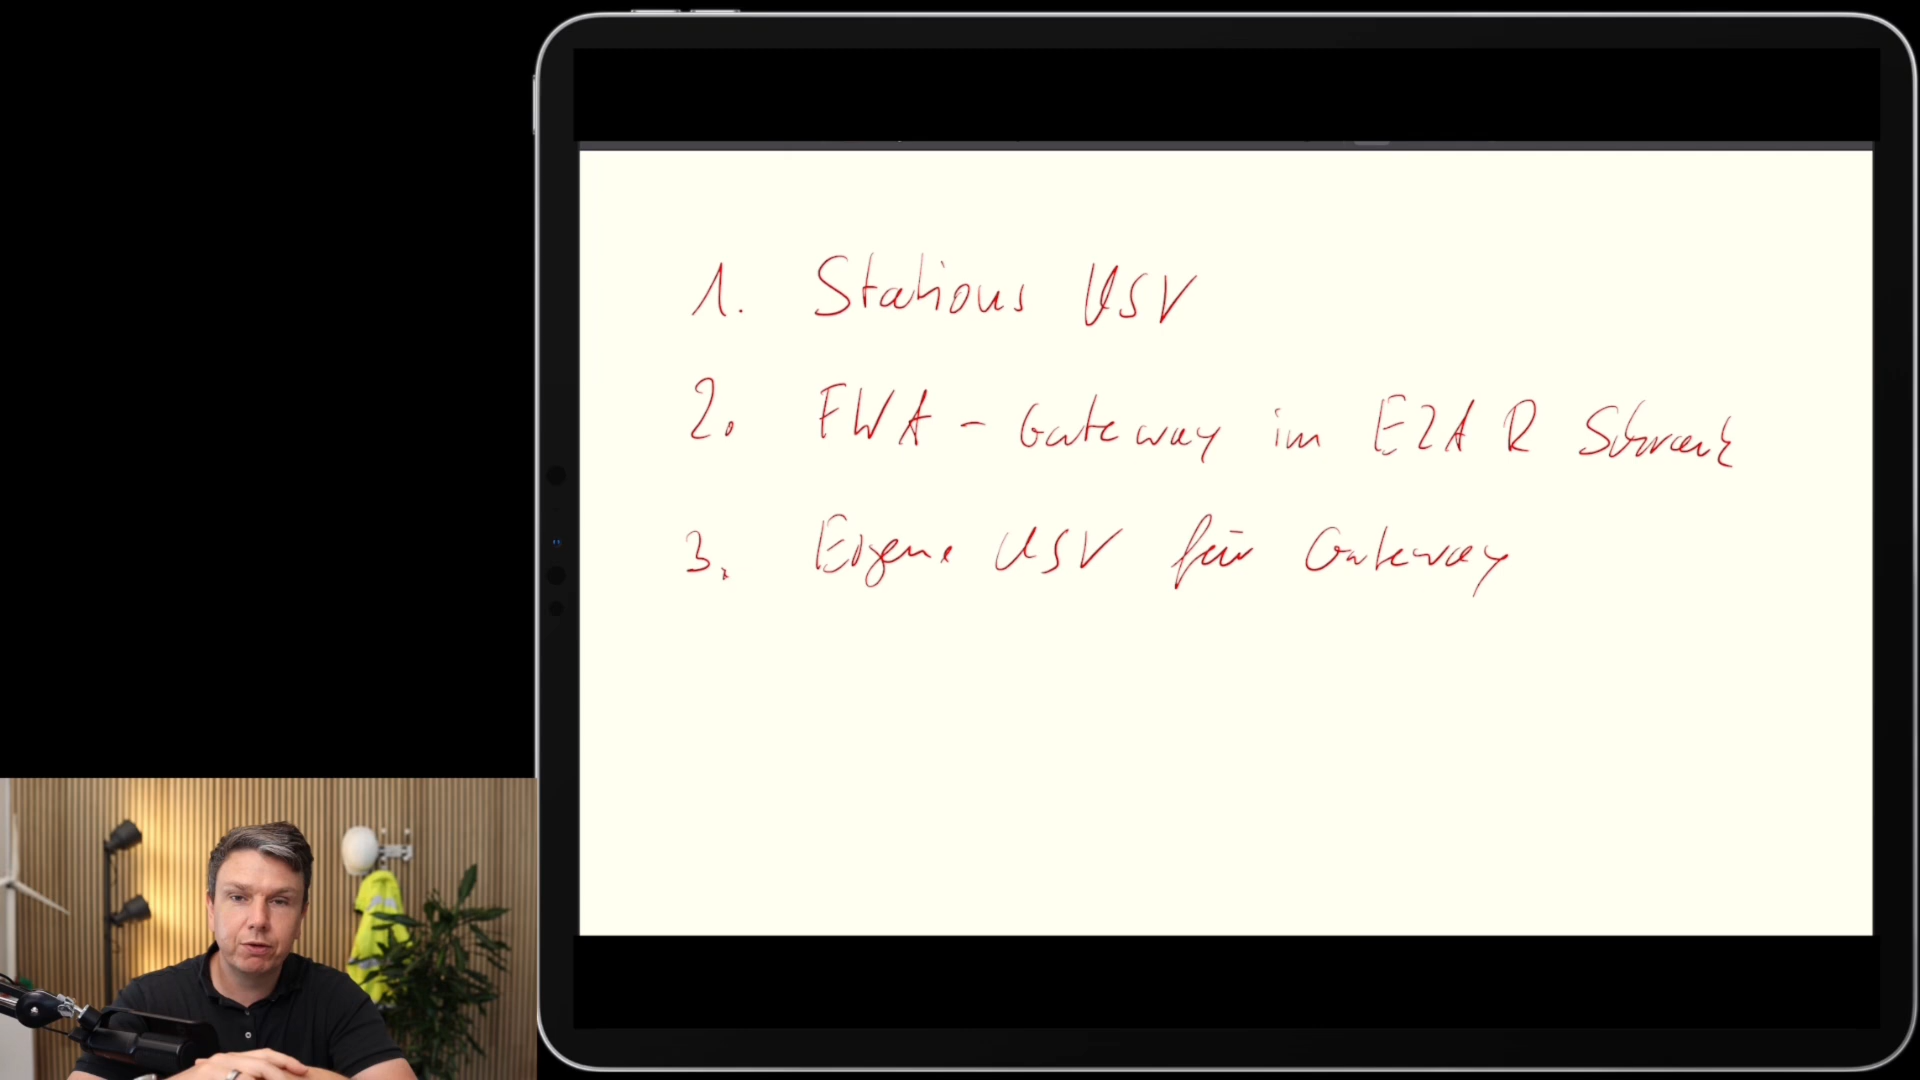 1. Stations USV
2. FWA - Gateway im EZA R Schrank
3. Eigene USV für Gateway